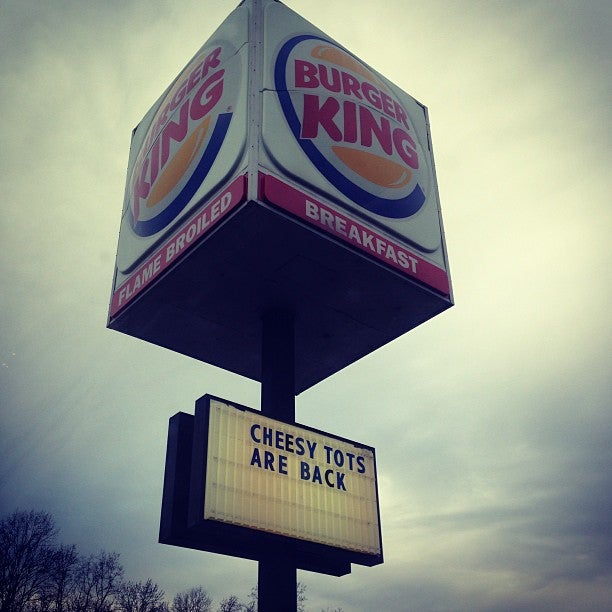 BURGER
KING
FLAME BROILED
BURGER
KING
BREAKFAST
CHEESY TOTS
ARE BACK